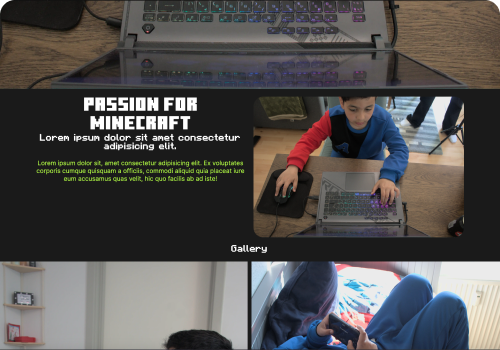 PASSION FOR
MINECRAFT
Lorem ipsum dolor sit amet consectetur
adipisicing elit.
Lorem ipsum dolor sit, amet consectetur adipisicing elit. Ex voluptates
corporis cumque quisquam a officiis, commodi aliquid quia placeat iure
eum accusamus quas velit, hic quo facilis ab ad iste!
Gallery